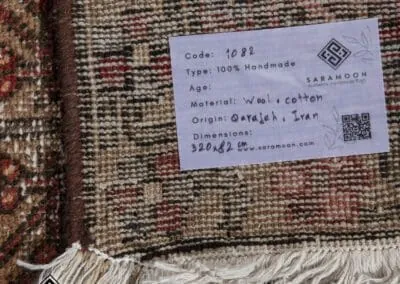 Code: 1082
Type: 100% Handmade
SARAMOON
Age:
Material: Wool, cotton
Origin: Qarajeh, Iran
Dimensions:
320x82 cm
www.saramoon.com